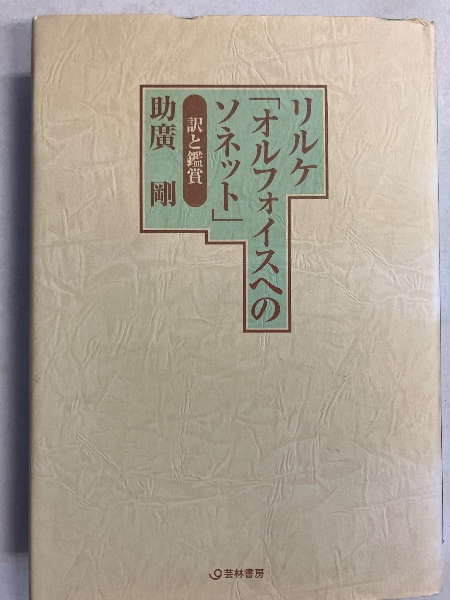 リルケ
「オルフォイスへの
ソネット」
訳と鑑賞
助廣 剛
芸林書房